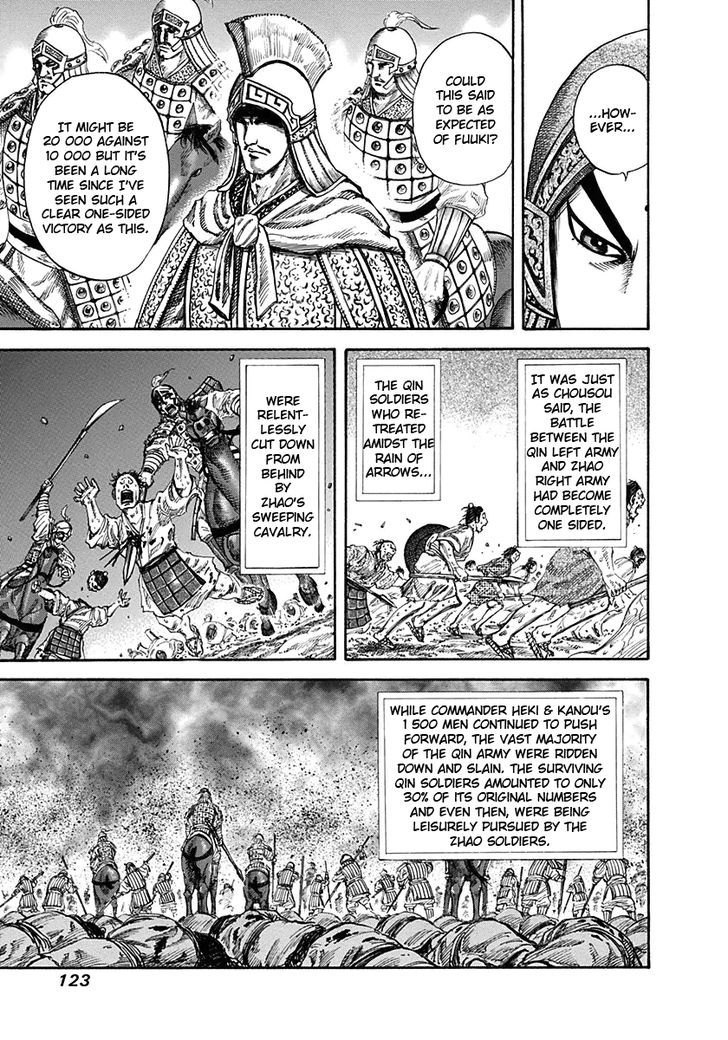 ...HOW-
EVER...
COULD
THIS SAID
TO BE AS
EXPECTED
OF FUUKI?
IT MIGHT BE
20 000 AGAINST
10 000 BUT IT'S
BEEN A LONG
TIME SINCE I'VE
SEEN SUCH A
CLEAR ONE-SIDED
VICTORY AS THIS.
IT WAS JUST
AS CHOUSOU
SAID, THE
BATTLE
BETWEEN THE
QIN LEFT ARMY
AND ZHAO
RIGHT ARMY
HAD BECOME
COMPLETELY
ONE SIDED.
THE QIN
SOLDIERS
WHO RE-
TREATED
AMIDST THE
RAIN OF
ARROWS...
WERE
RELENT-
LESSLY
CUT DOWN
FROM
BEHIND BY
ZHAO'S
SWEEPING
CAVALRY.
WHILE COMMANDER HEKI & KANOU'S
1 500 MEN CONTINUED TO PUSH
FORWARD, THE VAST MAJORITY
OF THE QIN ARMY WERE RIDDEN
DOWN AND SLAIN. THE SURVIVING
QIN SOLDIERS AMOUNTED TO ONLY
30% OF ITS ORIGINAL NUMBERS
AND EVEN THEN, WERE BEING
LEISURELY PURSUED BY THE
ZHAO SOLDIERS.
123